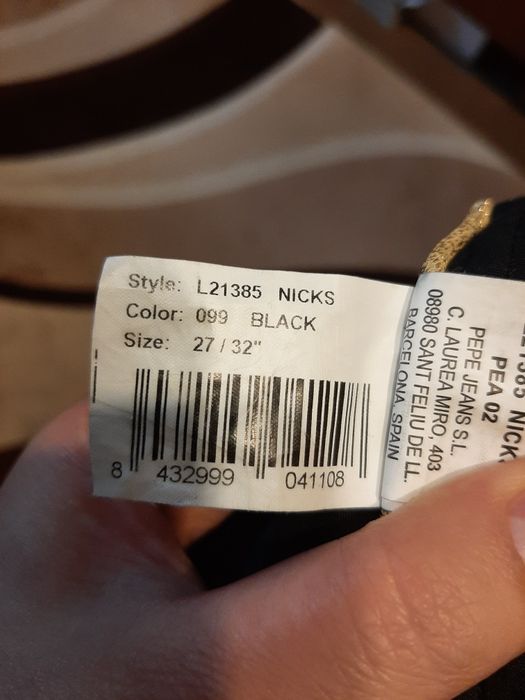 Style: L21385 NICKS
Color: 099 BLACK
Size: 27 / 32"
8 432999 041108
NICK
PEA 02
PEPE JEANS S.L.
C. LAUREA MIRO, 403
08980 SANT FELIU DE LL.
BARCELONA, SPAIN